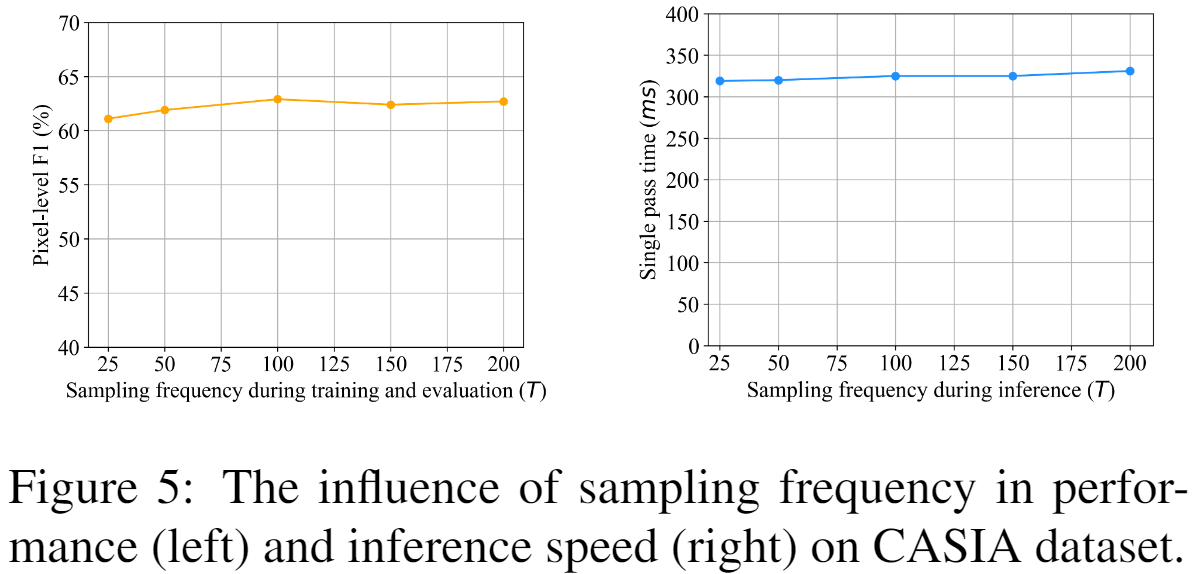 70
65
60
55
50
45
40
Pixel-level F1 (%)
25 50 75 100 125 150 175 200
Sampling frequency during training and evaluation (T)
400
350
300
250
200
150
100
50
0
Single pass time (ms)
25 50 75 100 125 150 175 200
Sampling frequency during inference (T)
Figure 5: The influence of sampling frequency in perfor-
mance (left) and inference speed (right) on CASIA dataset.